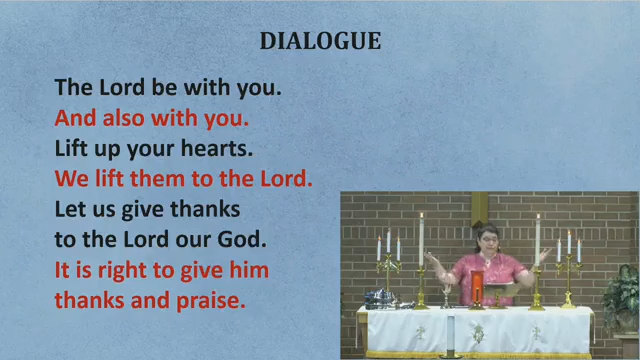 DIALOGUE
The Lord be with you.
And also with you.
Lift up your hearts.
We lift them to the Lord.
Let us give thanks
to the Lord our God.
It is right to give him
thanks and praise.